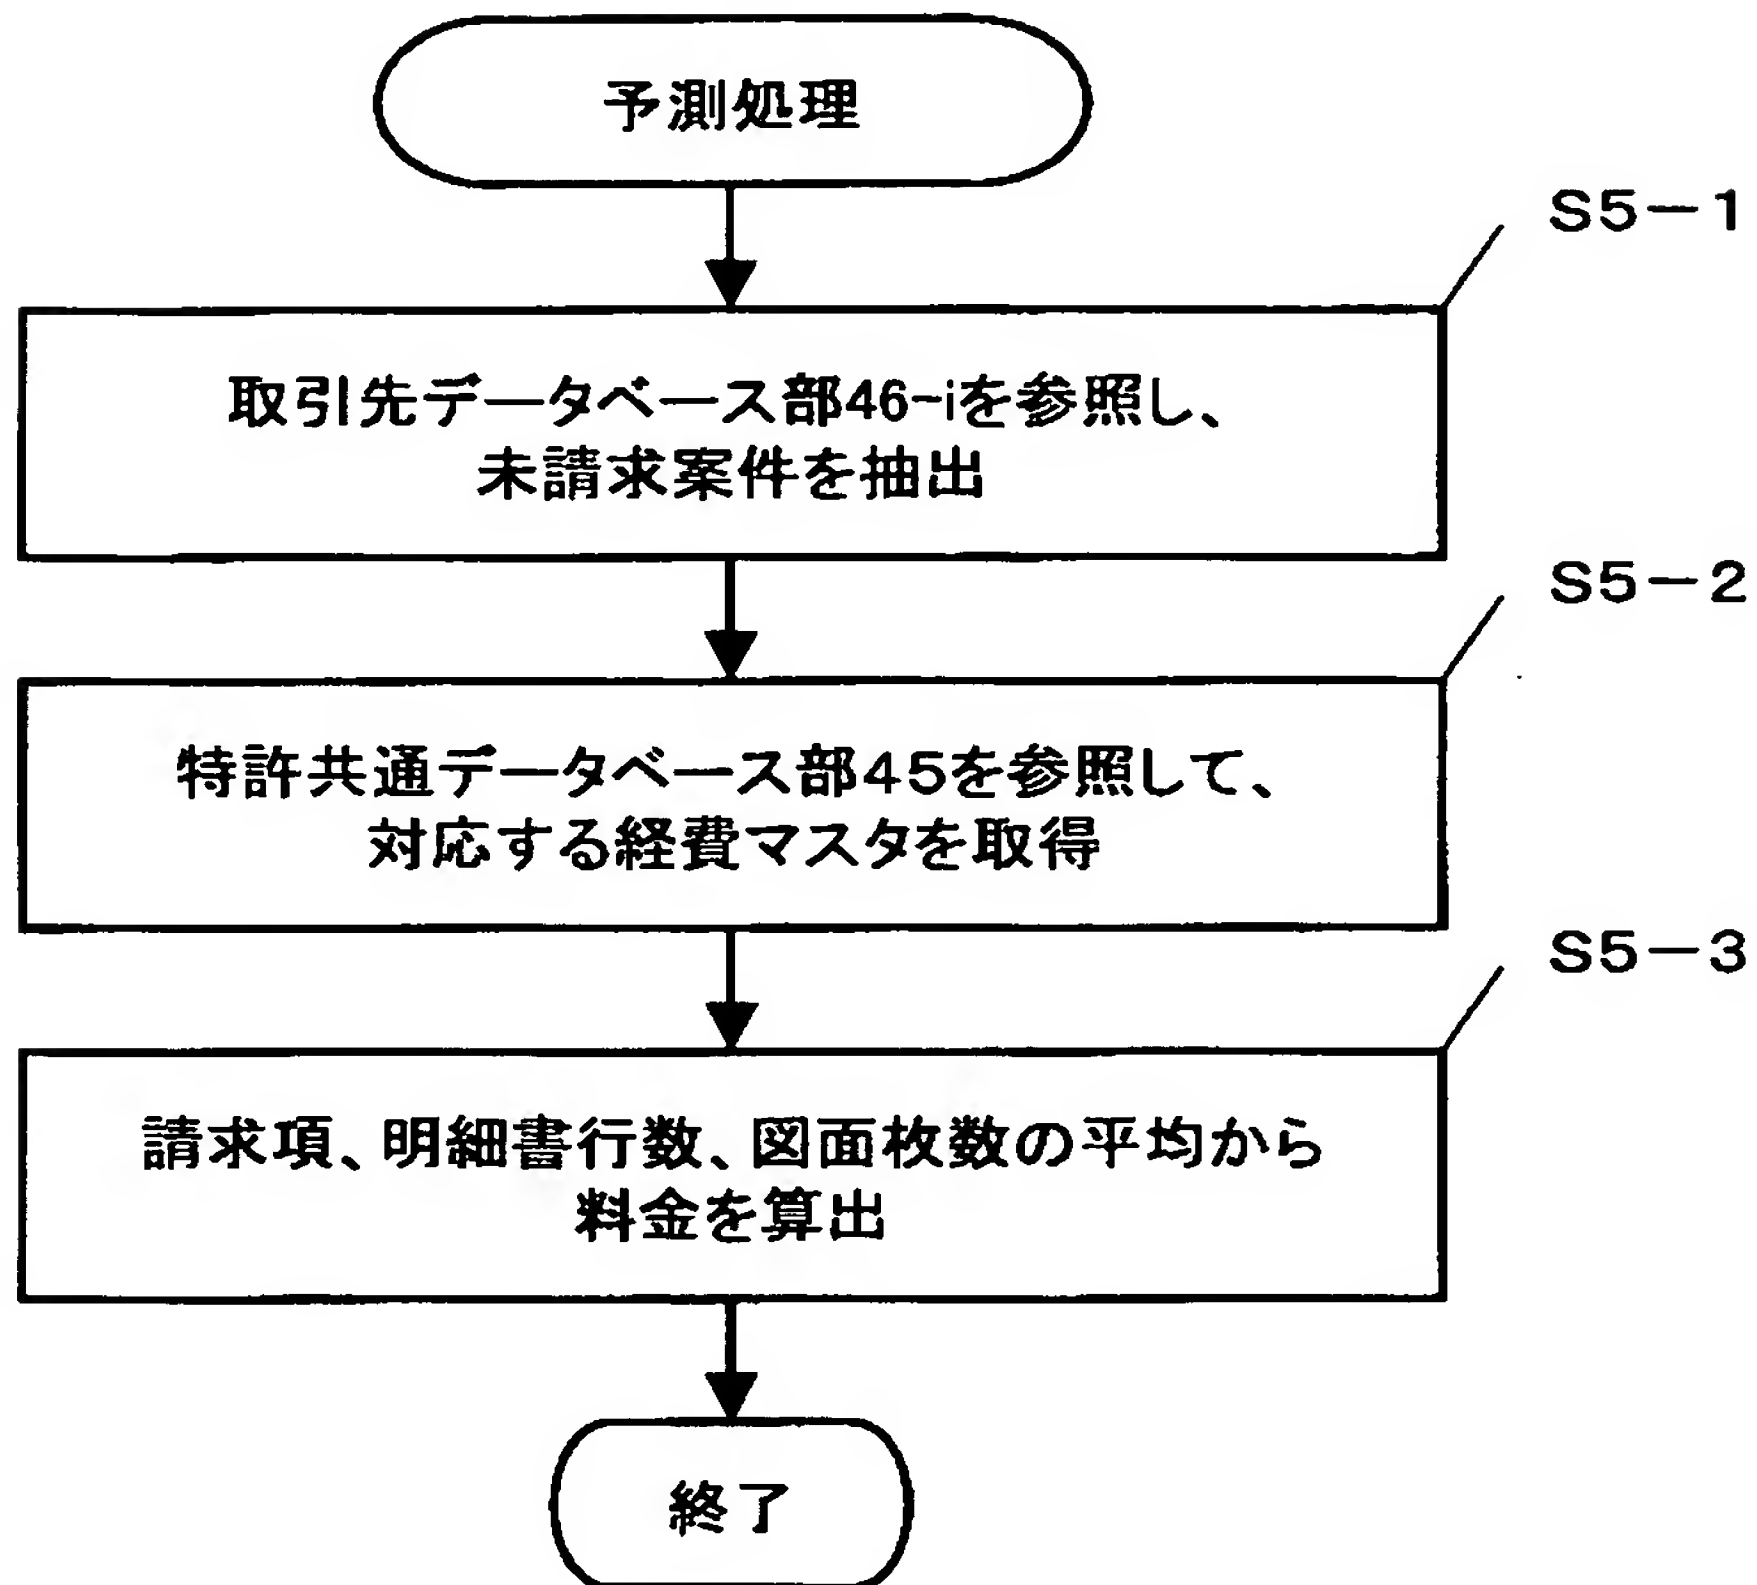 予測処理
S5－1
取引先データベース部46-iを参照し、
未請求案件を抽出
S5－2
特許共通データベース部45を参照して、
対応する経費マスタを取得
S5－3
請求項、明細書行数、図面枚数の平均から
料金を算出
終了